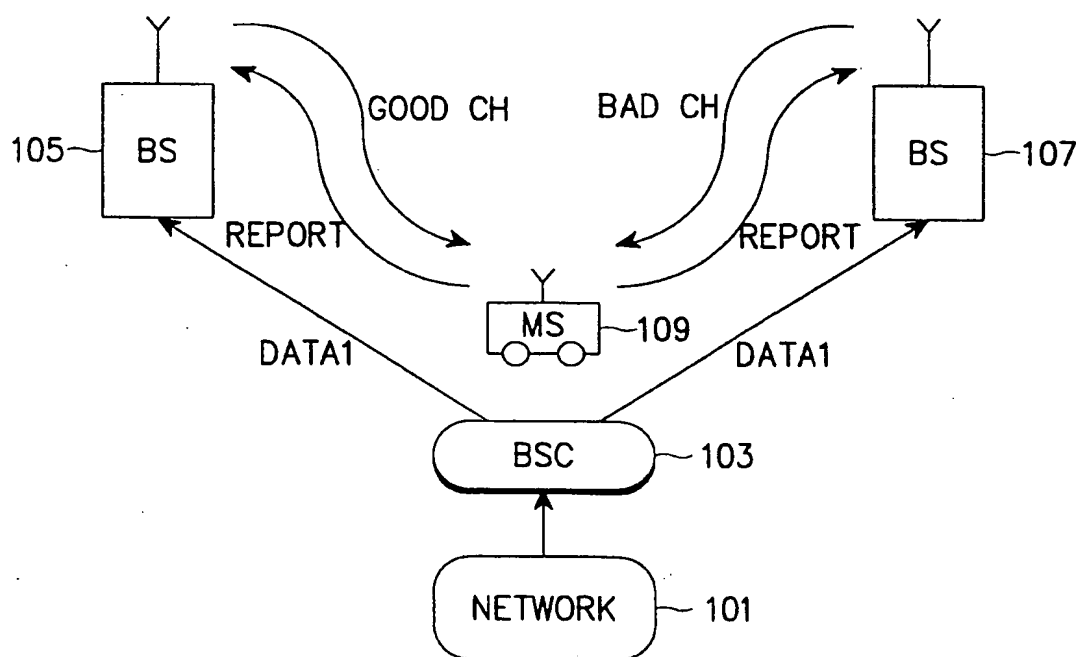 GOOD CH
BAD CH
105
BS
BS
107
REPORT
REPORT
MS
109
DATA1
DATA1
BSC
103
NETWORK
101